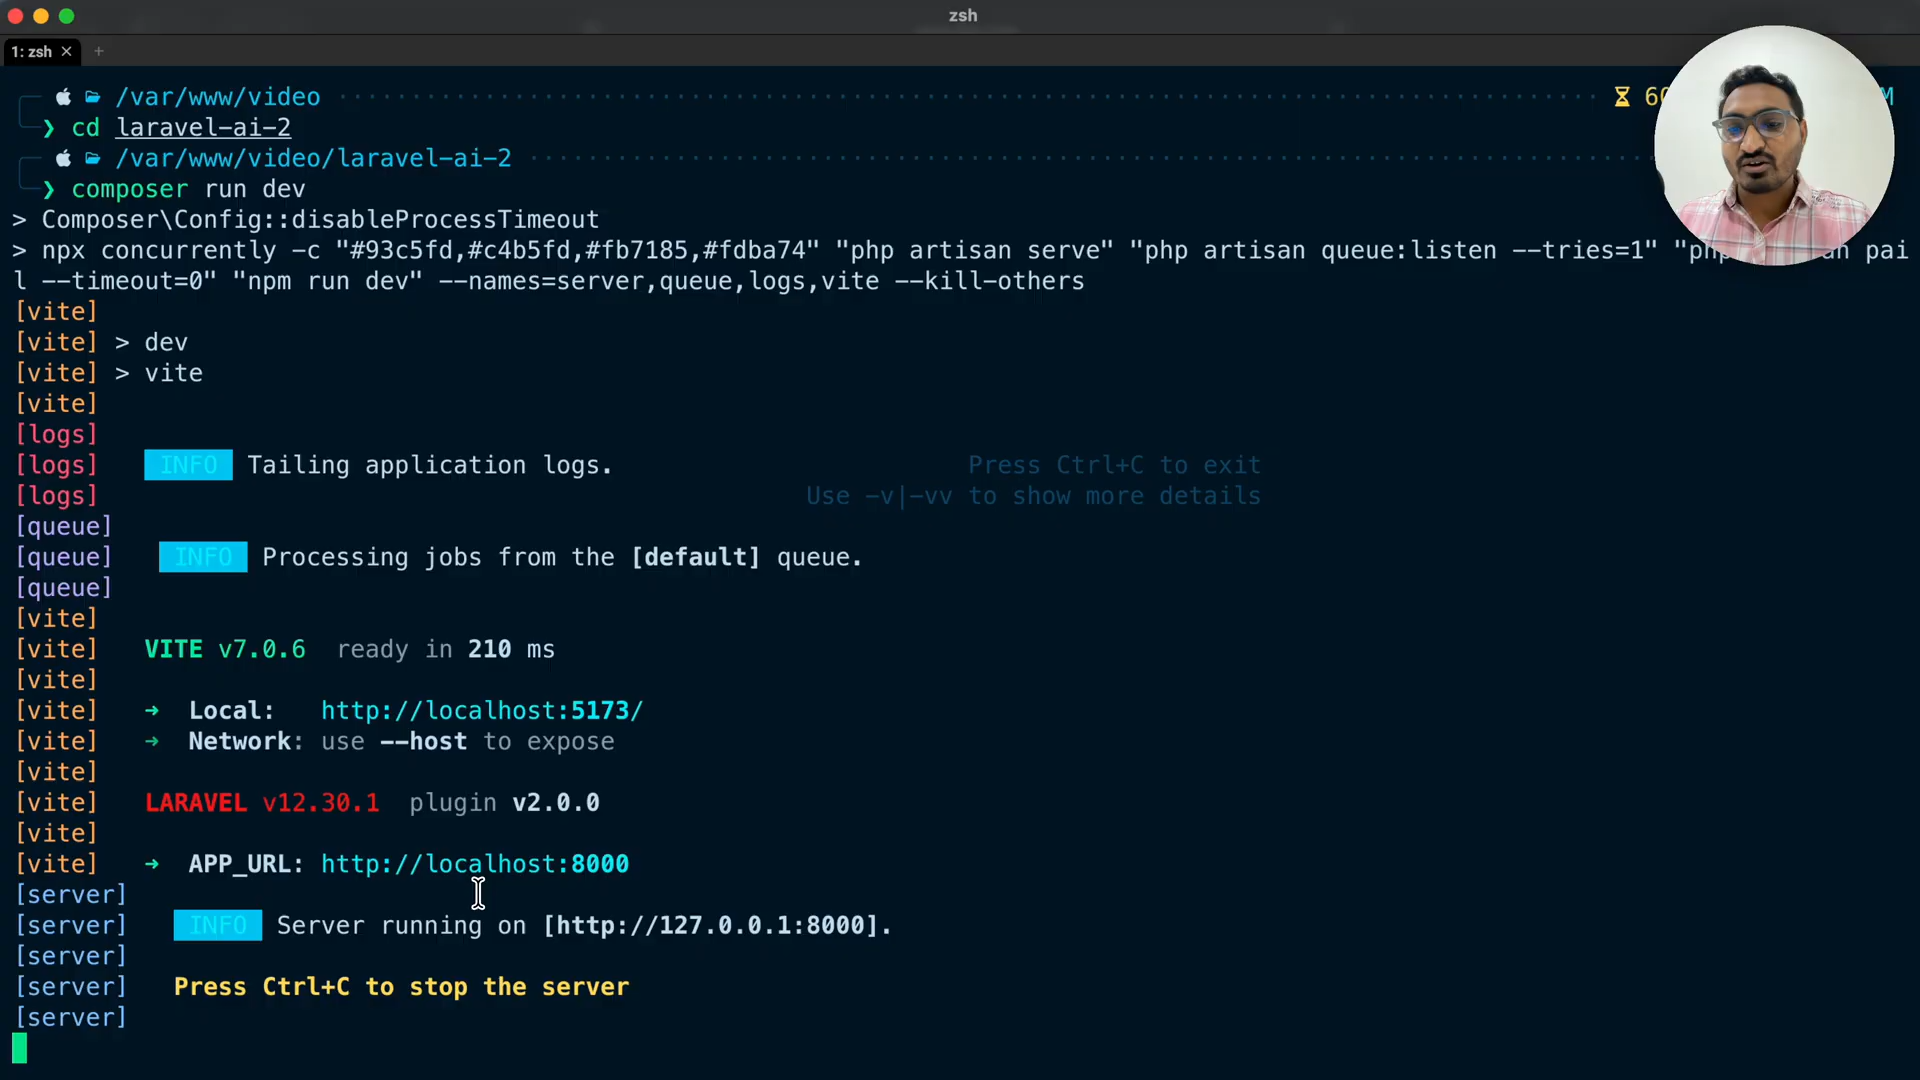 zsh
1: zsh × +
/var/www/video
❯ cd laravel-ai-2
/var/www/video/laravel-ai-2
❯ composer run dev
> Composer\Config::disableProcessTimeout
> npx concurrently -c "#93c5fd,#c4b5fd,#fb7185,#fdba74" "php artisan serve" "php artisan queue:listen --tries=1" "php pai
l --timeout=0" "npm run dev" --names=server,queue,logs,vite --kill-others
[vite]
[vite] > dev
[vite] > vite
[vite]
[logs]
[logs] INFO Tailing application logs. Press Ctrl+C to exit
[logs] Use -v|-vv to show more details
[queue]
[queue] INFO Processing jobs from the [default] queue.
[queue]
[vite]
[vite] VITE v7.0.6 ready in 210 ms
[vite]
[vite] ➜ Local: http://localhost:5173/
[vite] ➜ Network: use --host to expose
[vite]
[vite] LARAVEL v12.30.1 plugin v2.0.0
[vite]
[vite] ➜ APP_URL: http://localhost:8000
[server]
[server] INFO Server running on [http://127.0.0.1:8000].
[server]
[server] Press Ctrl+C to stop the server
[server]